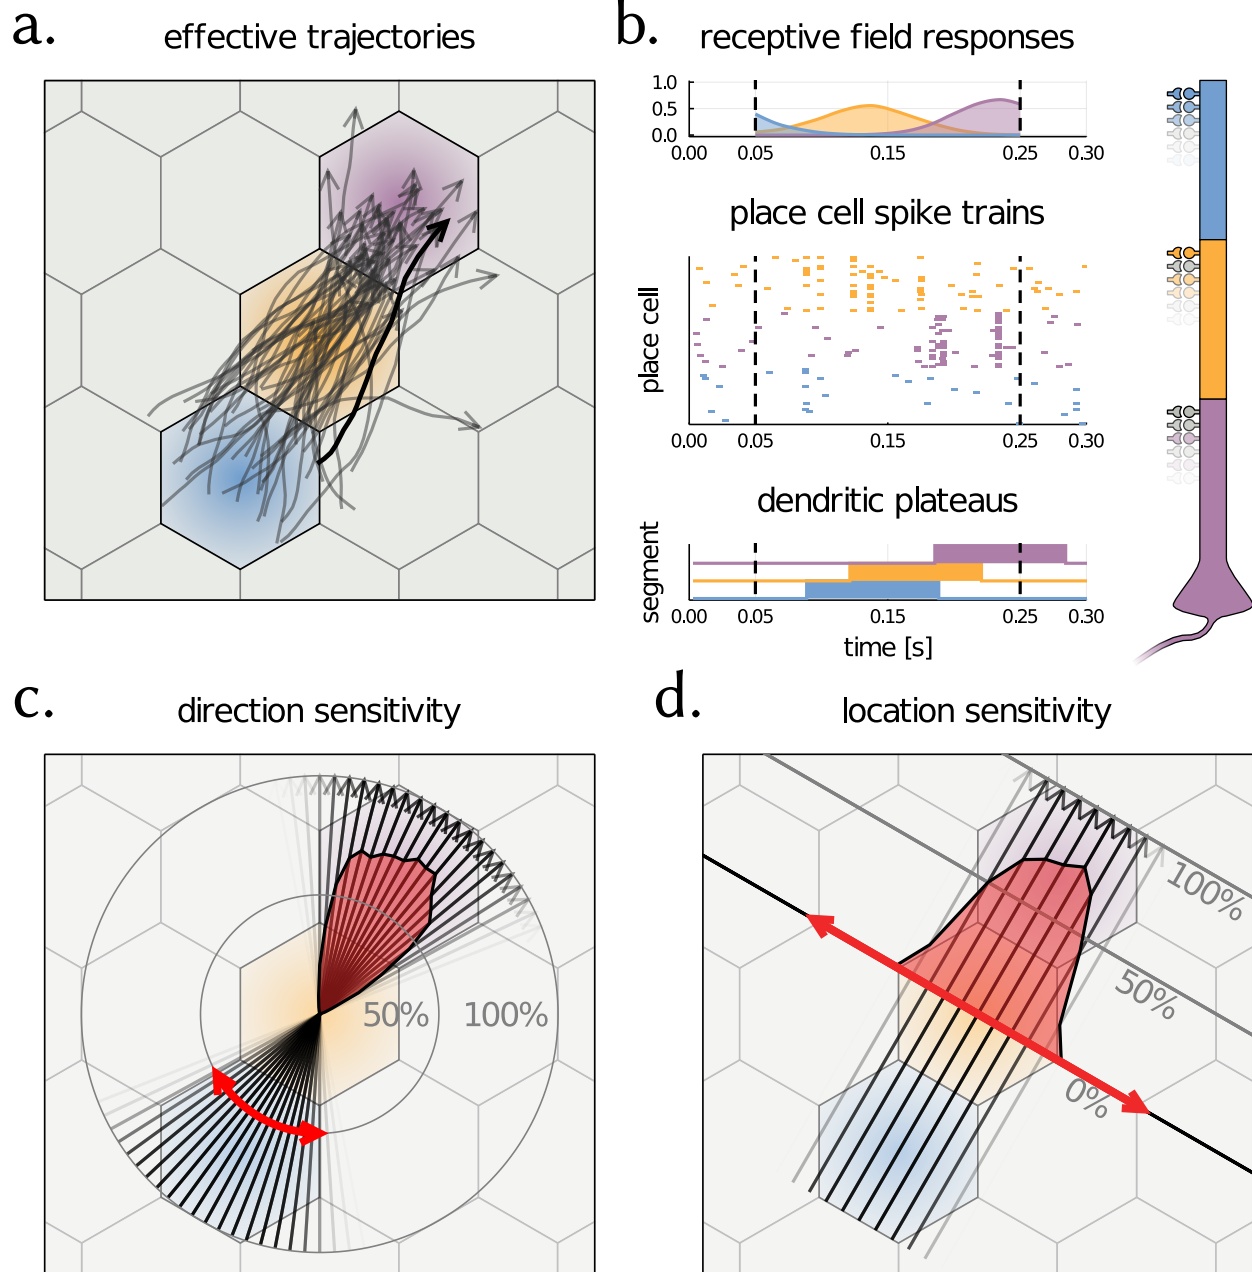 a.
effective trajectories
b.
receptive field responses
1.0
0.5
0.0
0.00 0.05 0.15 0.25 0.30
place cell spike trains
place cell
0.00 0.05 0.15 0.25 0.30
dendritic plateaus
segment
0.00 0.05 0.15 0.25 0.30
time [s]
c.
direction sensitivity
50% 100%
d.
location sensitivity
100%
50%
0%